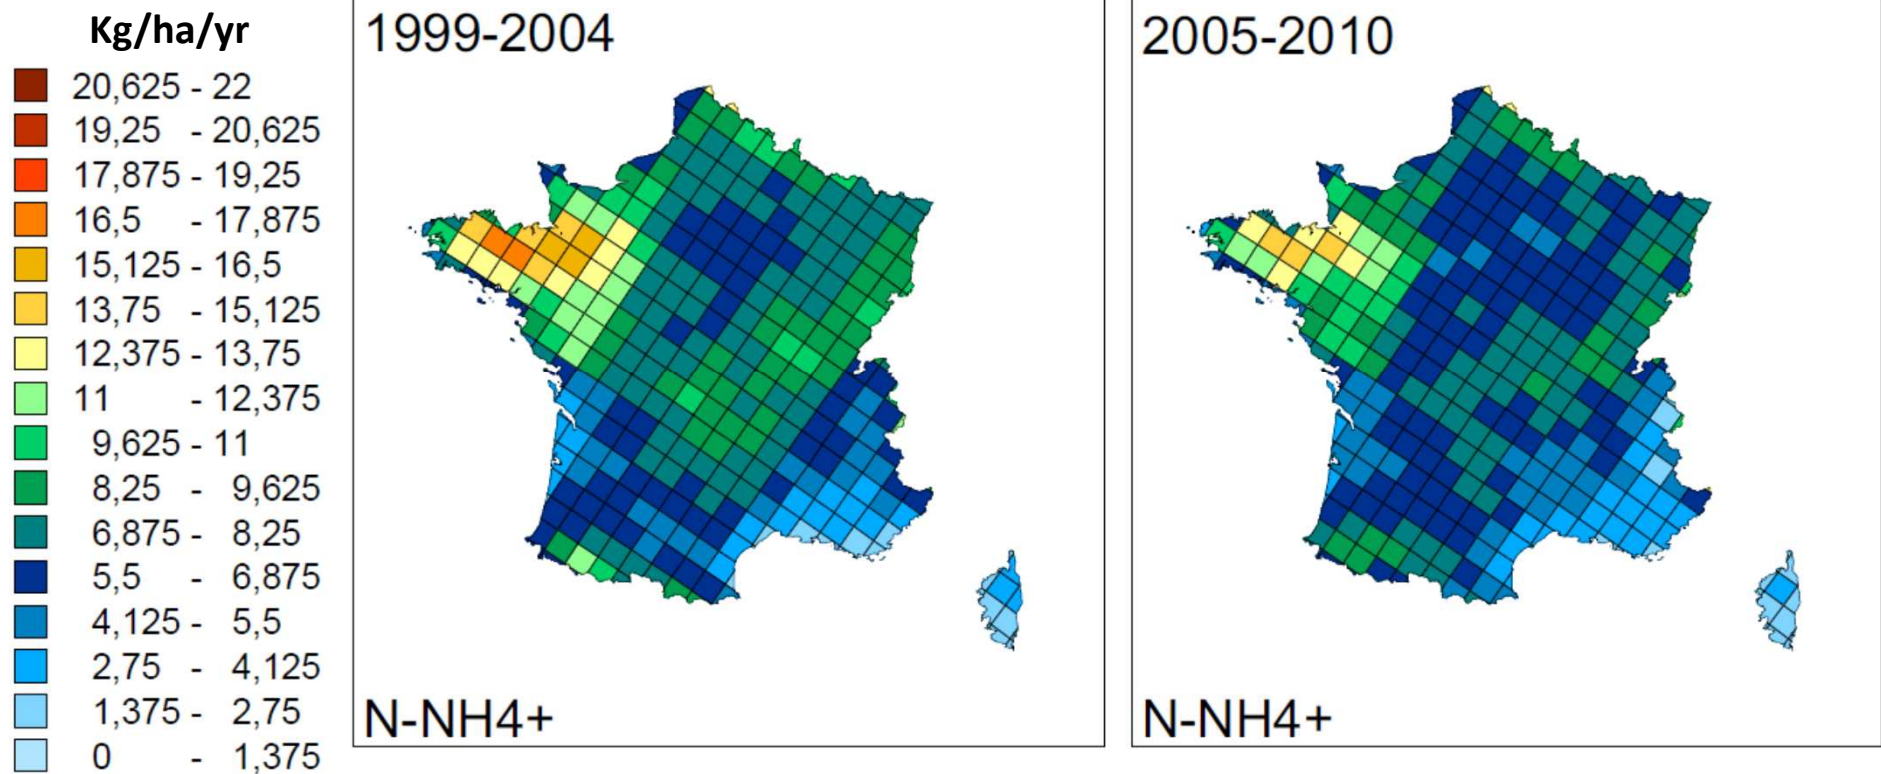 Kg/ha/yr
20,625 - 22
19,25 - 20,625
17,875 - 19,25
16,5 - 17,875
15,125 - 16,5
13,75 - 15,125
12,375 - 13,75
11 - 12,375
9,625 - 11
8,25 - 9,625
6,875 - 8,25
5,5 - 6,875
4,125 - 5,5
2,75 - 4,125
1,375 - 2,75
0 - 1,375
1999-2004
N-NH4+
2005-2010
N-NH4+